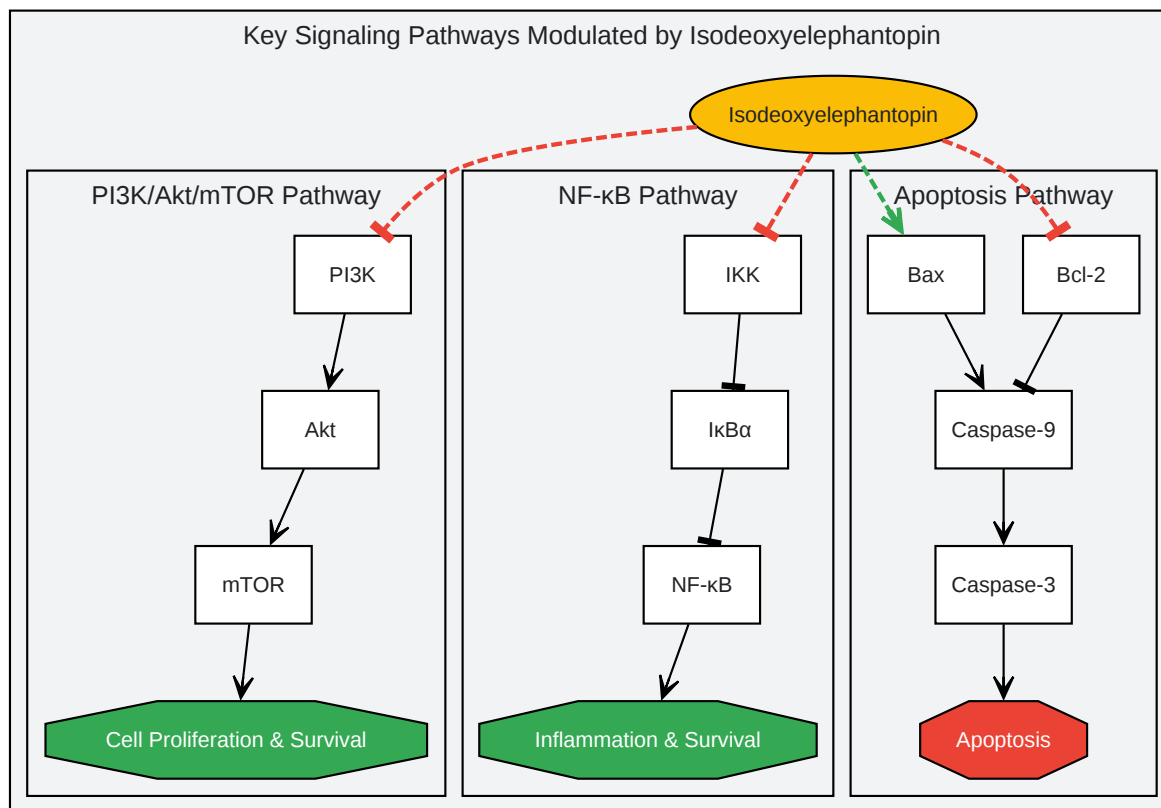 Key Signaling Pathways Modulated by Isodeoxyelephantopin
Isodeoxyelephantopin
PI3K/Akt/mTOR Pathway
PI3K
Akt
mTOR
Cell Proliferation & Survival
NF-κB Pathway
IKK
IκBα
NF-κB
Inflammation & Survival
Apoptosis Pathway
Bax
Bcl-2
Caspase-9
Caspase-3
Apoptosis